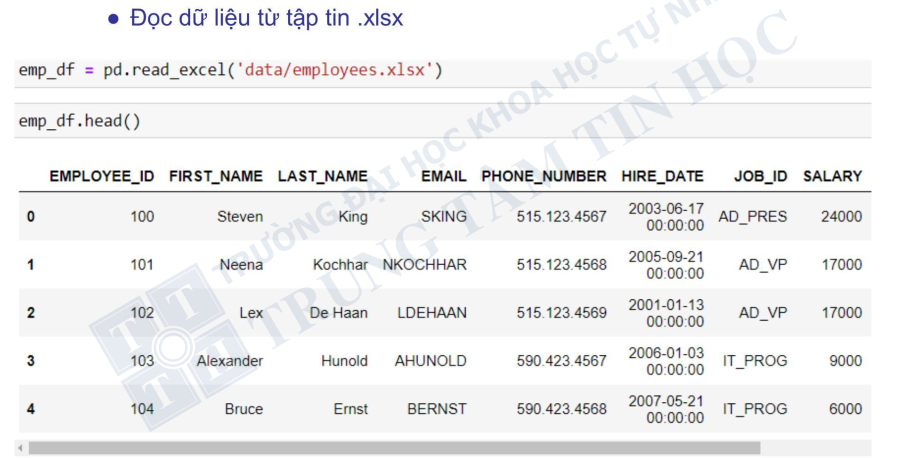 ● Đọc dữ liệu từ tập tin .xlsx
emp_df = pd.read_excel('data/employees.xlsx')
emp_df.head()
EMPLOYEE_ID FIRST_NAME LAST_NAME EMAIL PHONE_NUMBER HIRE_DATE JOB_ID SALARY
0 100 Steven King SKING 515.123.4567 2003-06-17 00:00:00 AD_PRES 24000
1 101 Neena Kochhar NKOCHHAR 515.123.4568 2005-09-21 00:00:00 AD_VP 17000
2 102 Lex De Haan LDEHAAN 515.123.4569 2001-01-13 00:00:00 AD_VP 17000
3 103 Alexander Hunold AHUNOLD 590.423.4567 2006-01-03 00:00:00 IT_PROG 9000
4 104 Bruce Ernst BERNST 590.423.4568 2007-05-21 00:00:00 IT_PROG 6000
TRƯỜNG ĐẠI HỌC KHOA HỌC TỰ NHI
TRUNG TÂM TIN HỌC
T T
T H